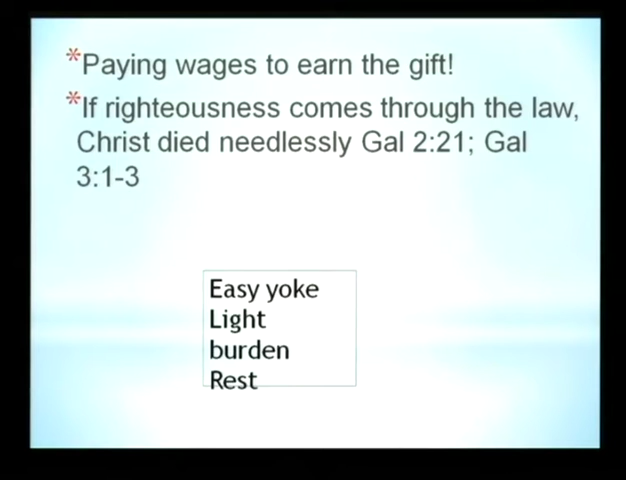 *Paying wages to earn the gift!
*If righteousness comes through the law,
Christ died needlessly Gal 2:21; Gal
3:1-3
Easy yoke
Light
burden
Rest